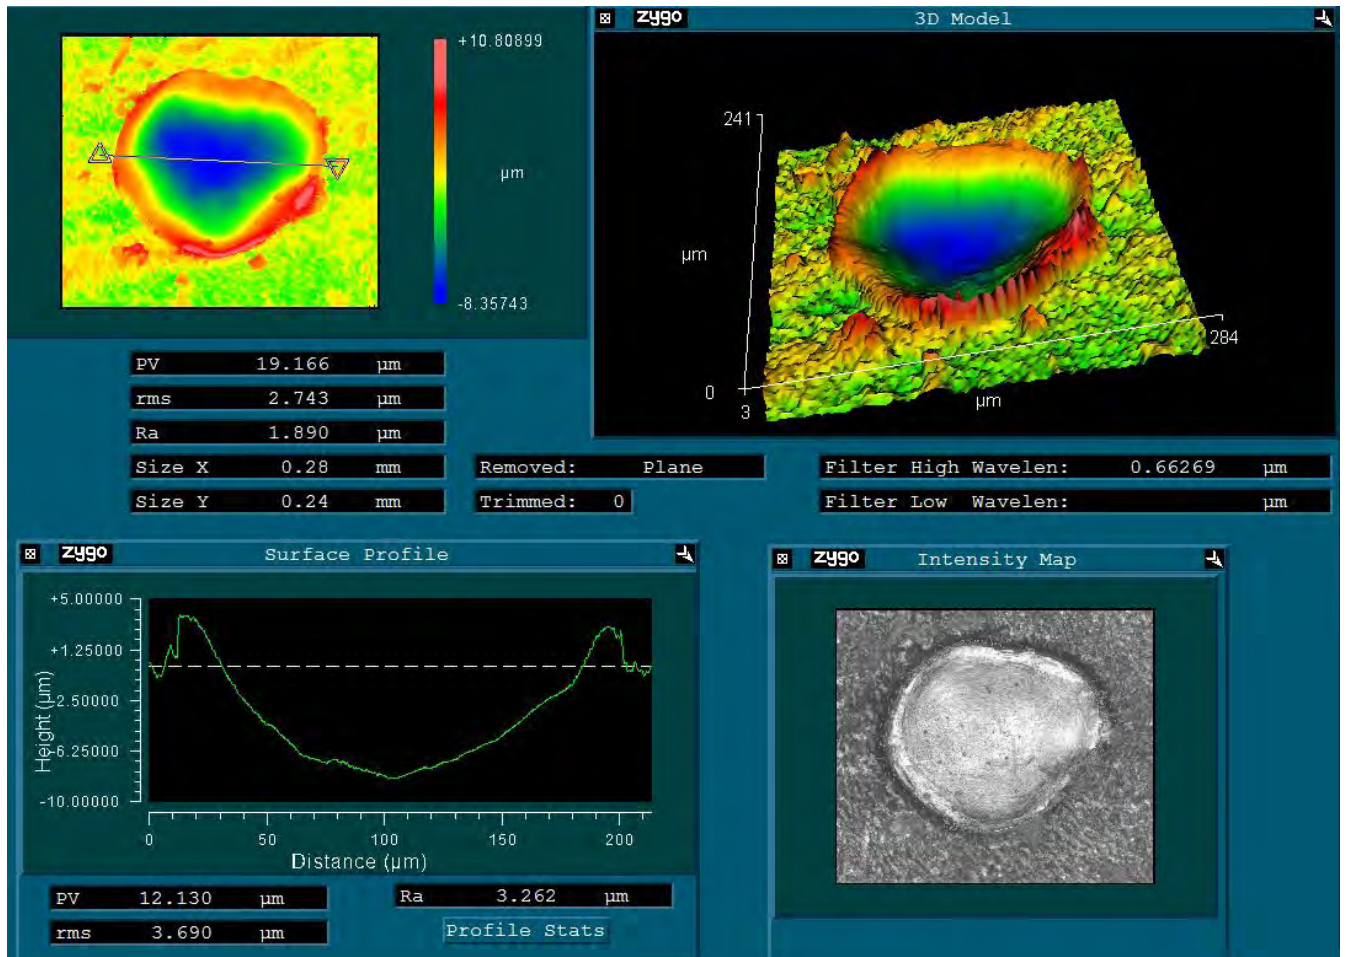 +10.80899
µm
-8.35743
zygo 3D Model
241
µm
0
3
µm
284
PV 19.166 µm
rms 2.743 µm
Ra 1.890 µm
Size X 0.28 mm
Size Y 0.24 mm
Removed: Plane
Trimmed: 0
Filter High Wavelen: 0.66269 µm
Filter Low Wavelen: µm
zygo Surface Profile
+5.00000
+1.25000
-2.50000
-6.25000
-10.00000
Height (µm)
0 50 100 150 200
Distance (µm)
PV 12.130 µm
rms 3.690 µm
Ra 3.262 µm
Profile Stats
zygo Intensity Map